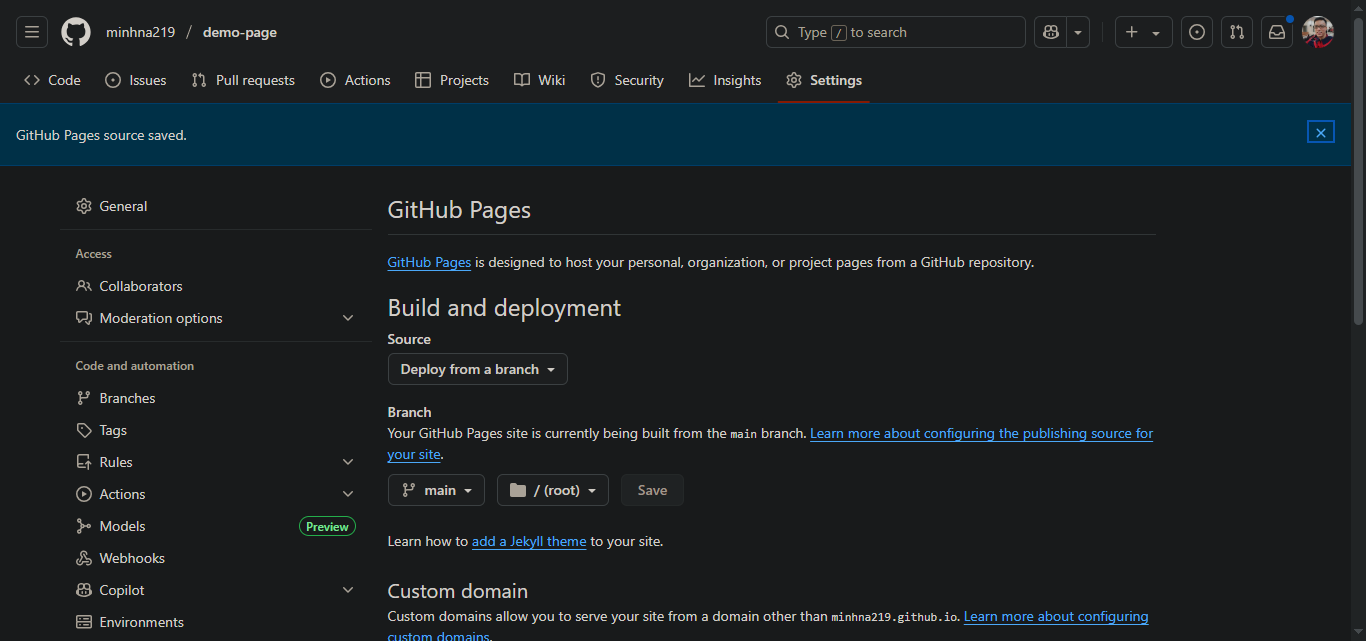 minhna219 / demo-page
Type / to search
Code Issues Pull requests Actions Projects Wiki Security Insights Settings
GitHub Pages source saved.
General
Access
Collaborators
Moderation options
Code and automation
Branches
Tags
Rules
Actions
Models Preview
Webhooks
Copilot
Environments
GitHub Pages
GitHub Pages is designed to host your personal, organization, or project pages from a GitHub repository.
Build and deployment
Source
Deploy from a branch
Branch
Your GitHub Pages site is currently being built from the main branch. Learn more about configuring the publishing source for
your site.
main / (root) Save
Learn how to add a Jekyll theme to your site.
Custom domain
Custom domains allow you to serve your site from a domain other than minhna219.github.io. Learn more about configuring
custom domains.